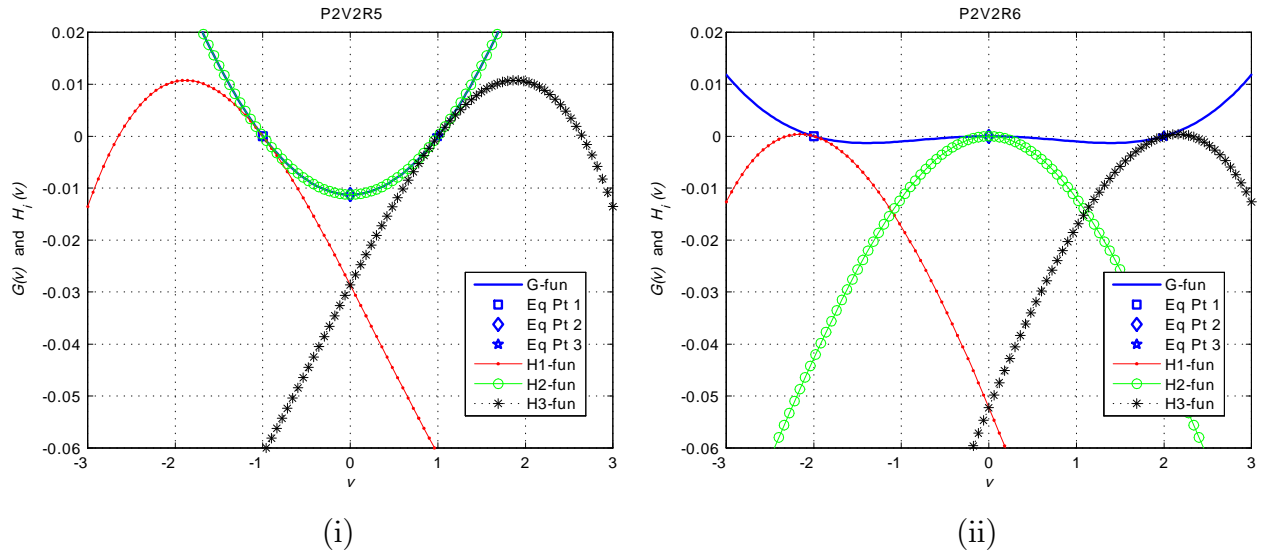 P2V2R5
0.02
0.01
0
-0.01
-0.02
-0.03
-0.04
-0.05
-0.06
G(v) and H_i (v)
-3 -2 -1 0 1 2 3
v
G-fun
Eq Pt 1
Eq Pt 2
Eq Pt 3
H1-fun
H2-fun
H3-fun
(i)
P2V2R6
0.02
0.01
0
-0.01
-0.02
-0.03
-0.04
-0.05
-0.06
G(v) and H_i (v)
-3 -2 -1 0 1 2 3
v
G-fun
Eq Pt 1
Eq Pt 2
Eq Pt 3
H1-fun
H2-fun
H3-fun
(ii)